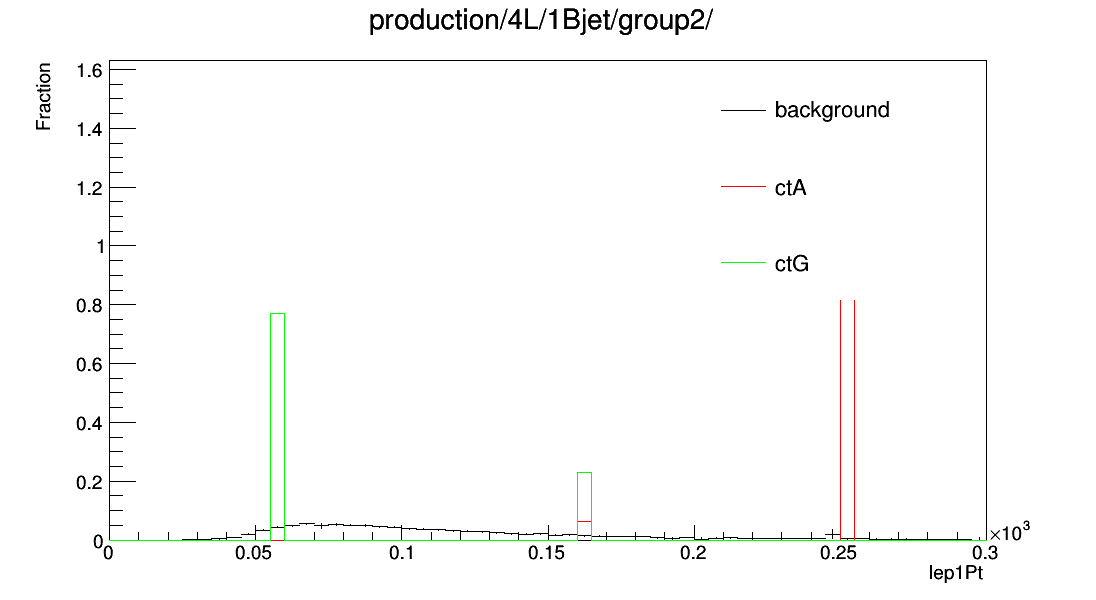 production/4L/1Bjet/group2/
Fraction
1.6
1.4
1.2
1
0.8
0.6
0.4
0.2
0
background
ctA
ctG
0 0.05 0.1 0.15 0.2 0.25 0.3
×10³
lep1Pt